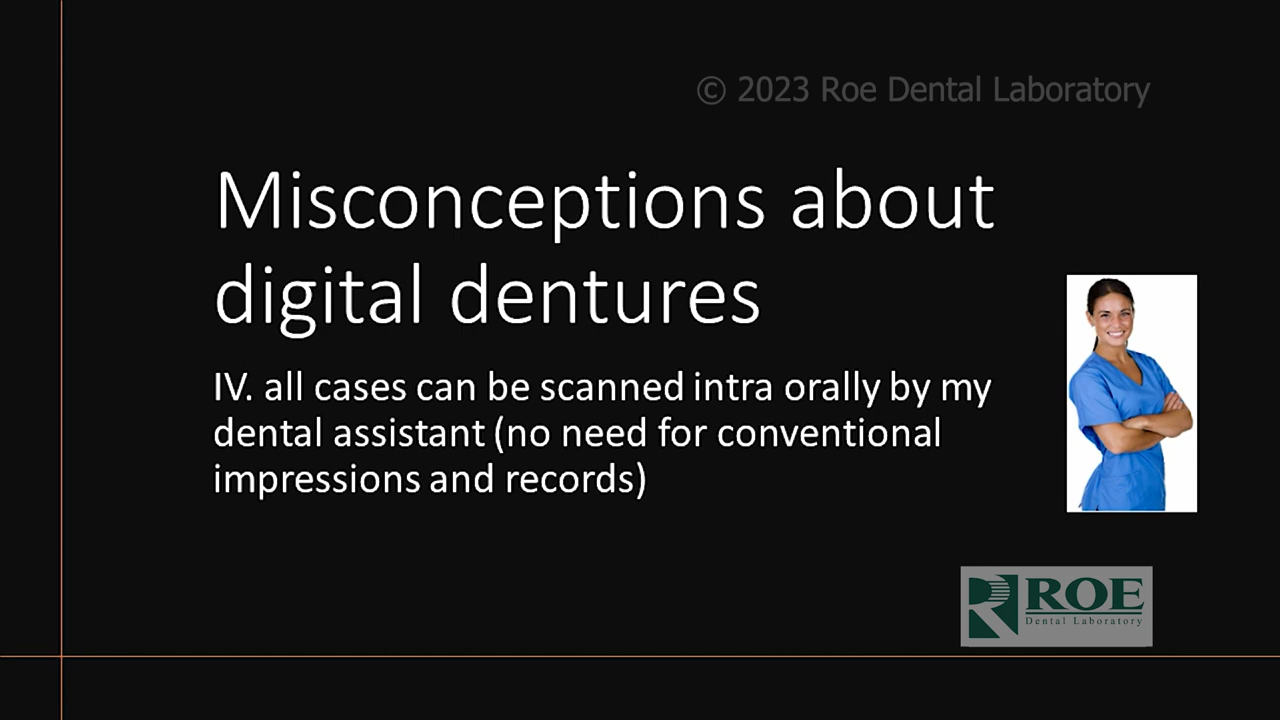 © 2023 Roe Dental Laboratory
Misconceptions about
digital dentures
IV. all cases can be scanned intra orally by my
dental assistant (no need for conventional
impressions and records)
ROE
Dental Laboratory